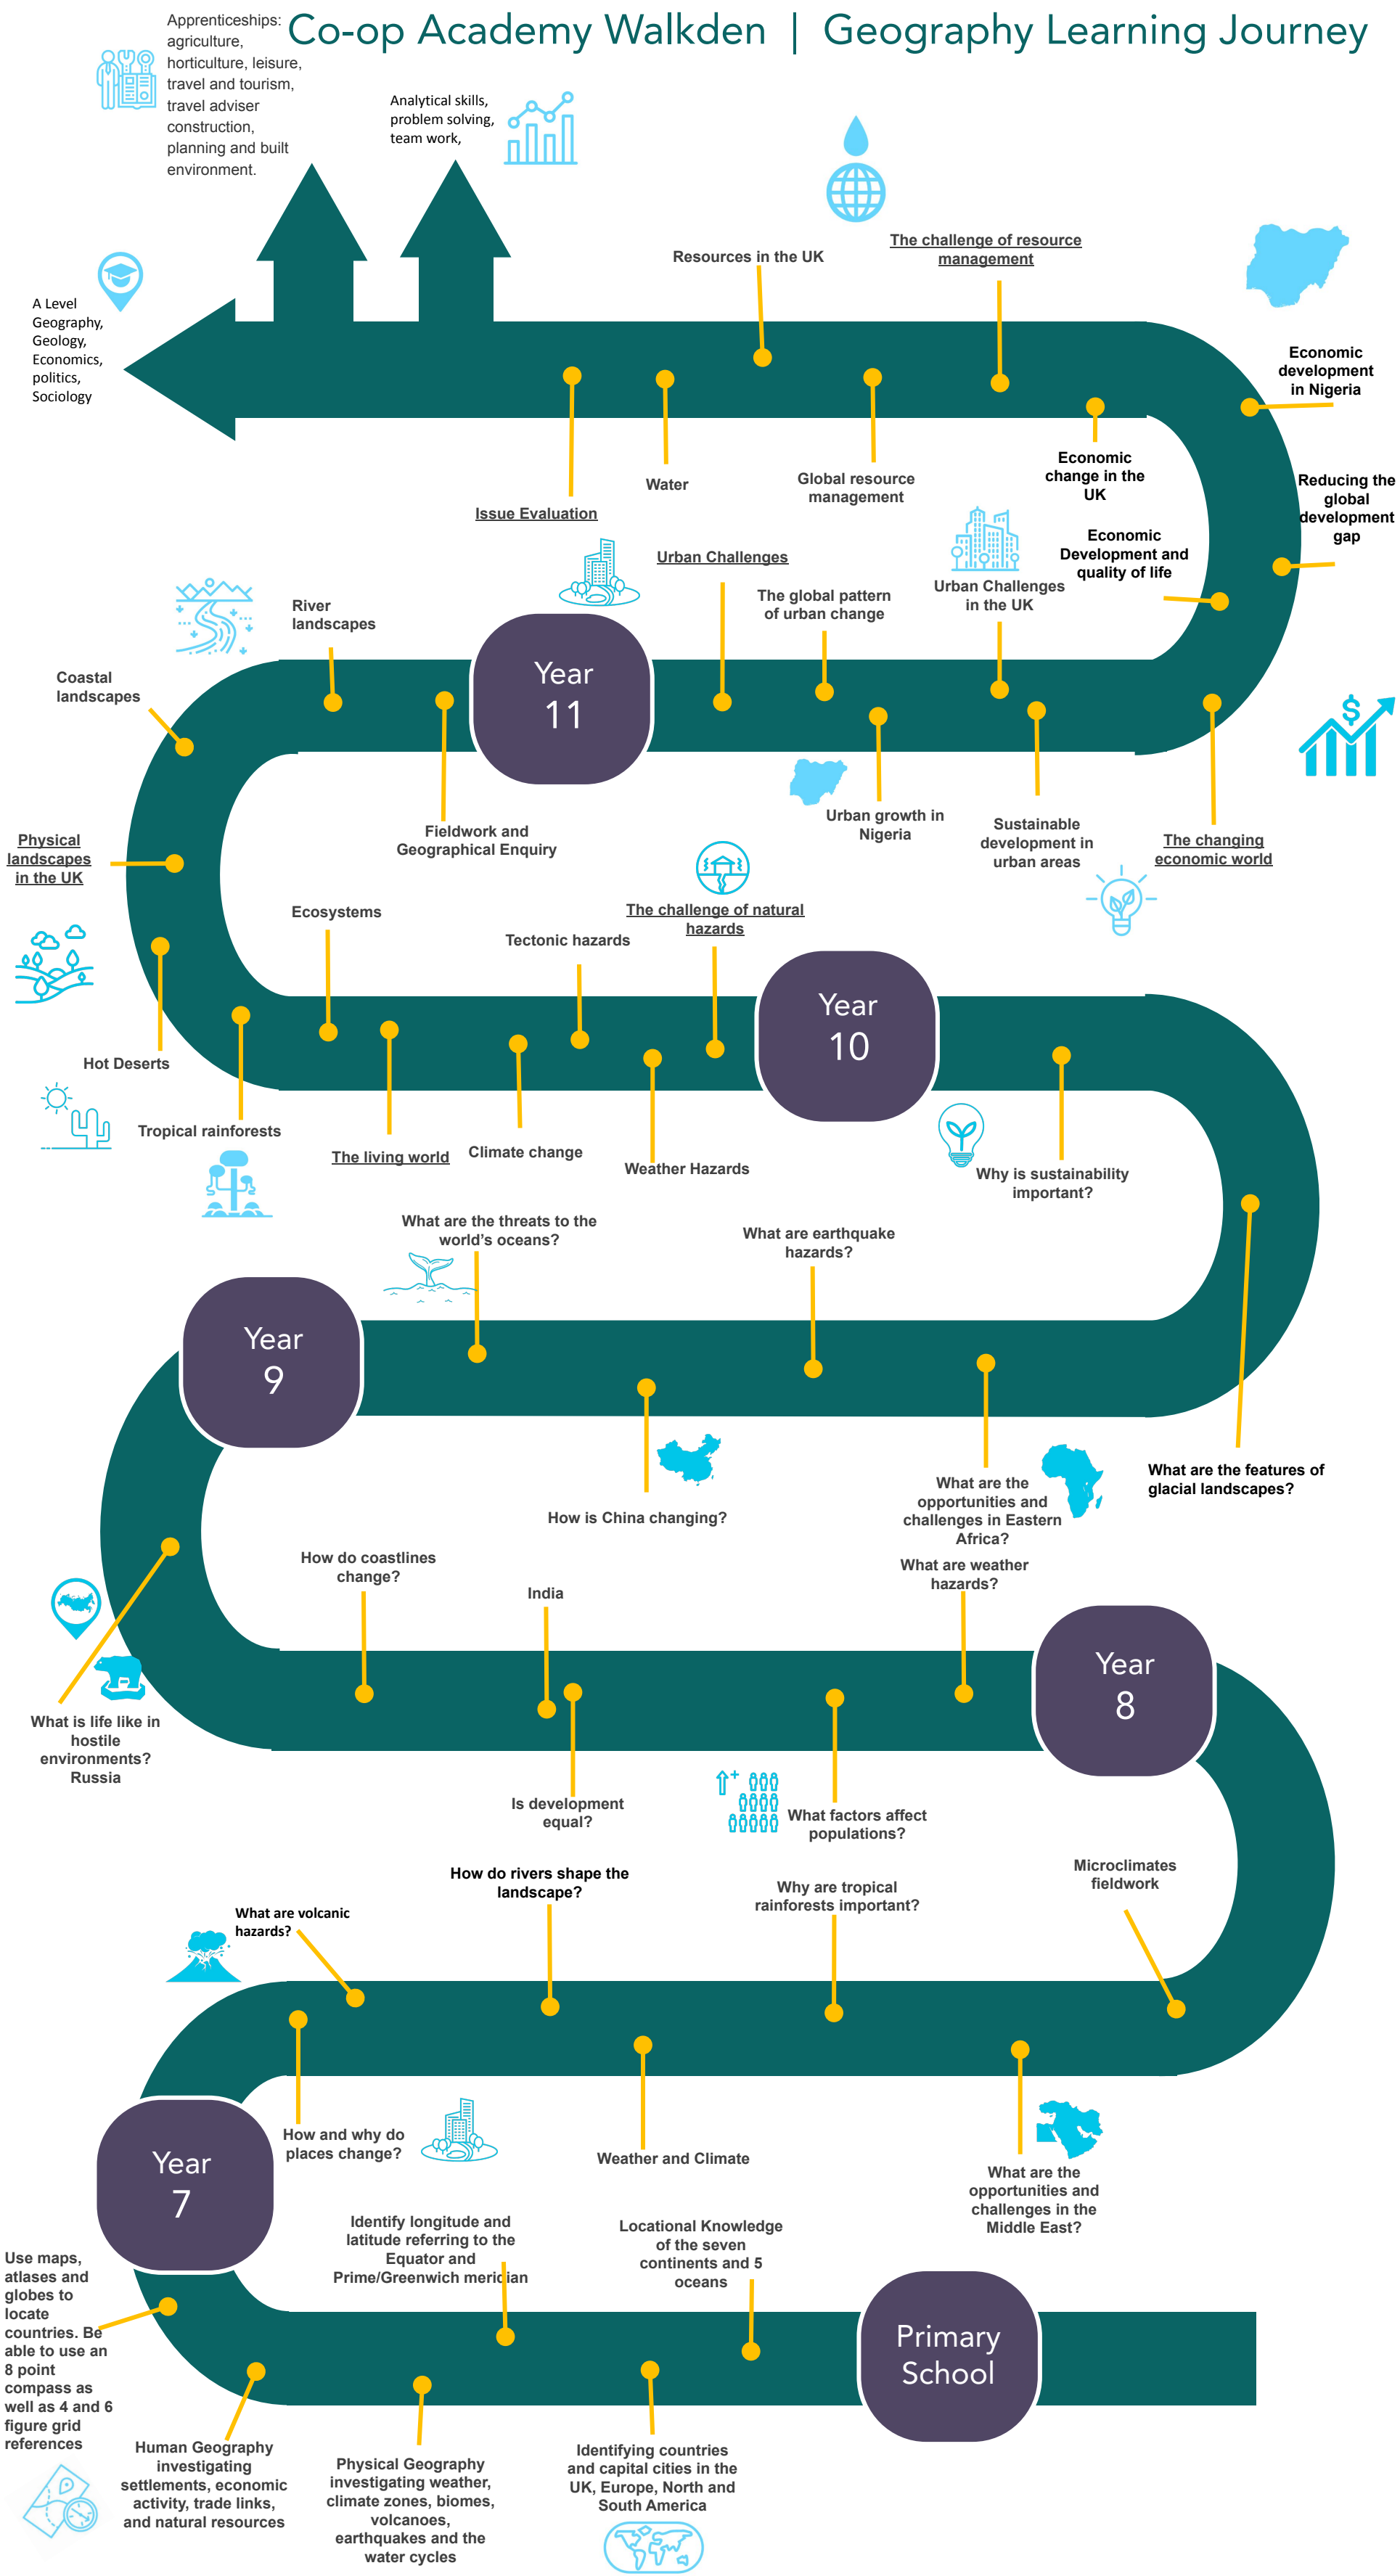 Co-op Academy Walkden | Geography Learning Journey
Apprenticeships:
agriculture,
horticulture, leisure,
travel and tourism,
travel adviser
construction,
planning and built
environment.
Analytical skills,
problem solving,
team work,
A Level
Geography,
Geology,
Economics,
politics,
Sociology
Resources in the UK
The challenge of resource
management
Economic
development
in Nigeria
Issue Evaluation
Water
Global resource
management
Economic
change in the
UK
Reducing the
global
development
gap
Economic
Development and
quality of life
Urban Challenges
The global pattern
of urban change
Urban Challenges
in the UK
River
landscapes
Coastal
landscapes
Year
11
Physical
landscapes
in the UK
Fieldwork and
Geographical Enquiry
Urban growth in
Nigeria
Sustainable
development in
urban areas
The changing
economic world
Ecosystems
Tectonic hazards
The challenge of natural
hazards
Year
10
Hot Deserts
Tropical rainforests
The living world
Climate change
Weather Hazards
Why is sustainability
important?
What are the threats to the
world's oceans?
What are earthquake
hazards?
Year
9
How is China changing?
What are the
opportunities and
challenges in Eastern
Africa?
What are the features of
glacial landscapes?
How do coastlines
change?
India
What are weather
hazards?
Year
8
What is life like in
hostile
environments?
Russia
Is development
equal?
What factors affect
populations?
What are volcanic
hazards?
How do rivers shape the
landscape?
Why are tropical
rainforests important?
Microclimates
fieldwork
Year
7
How and why do
places change?
Weather and Climate
What are the
opportunities and
challenges in the
Middle East?
Use maps,
atlases and
globes to
locate
countries. Be
able to use an
8 point
compass as
well as 4 and 6
figure grid
references
Identify longitude and
latitude referring to the
Equator and
Prime/Greenwich meridian
Locational Knowledge
of the seven
continents and 5
oceans
Primary
School
Human Geography
investigating
settlements, economic
activity, trade links,
and natural resources
Physical Geography
investigating weather,
climate zones, biomes,
volcanoes,
earthquakes and the
water cycles
Identifying countries
and capital cities in the
UK, Europe, North and
South America